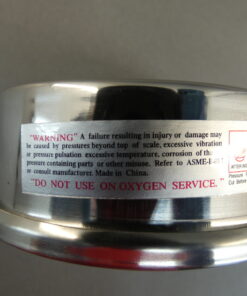 "WARNING" A failure resulting in injury or damage may
be caused by pressures beyond top of scale, excessive vibration
or pressure pulsation excessive temperature, corrosion of the
pressure containing parts or other misuse. Refer to ASME-
or consult manufacturer. Made in China.
"DO NOT USE ON OXYGEN SERVICE."